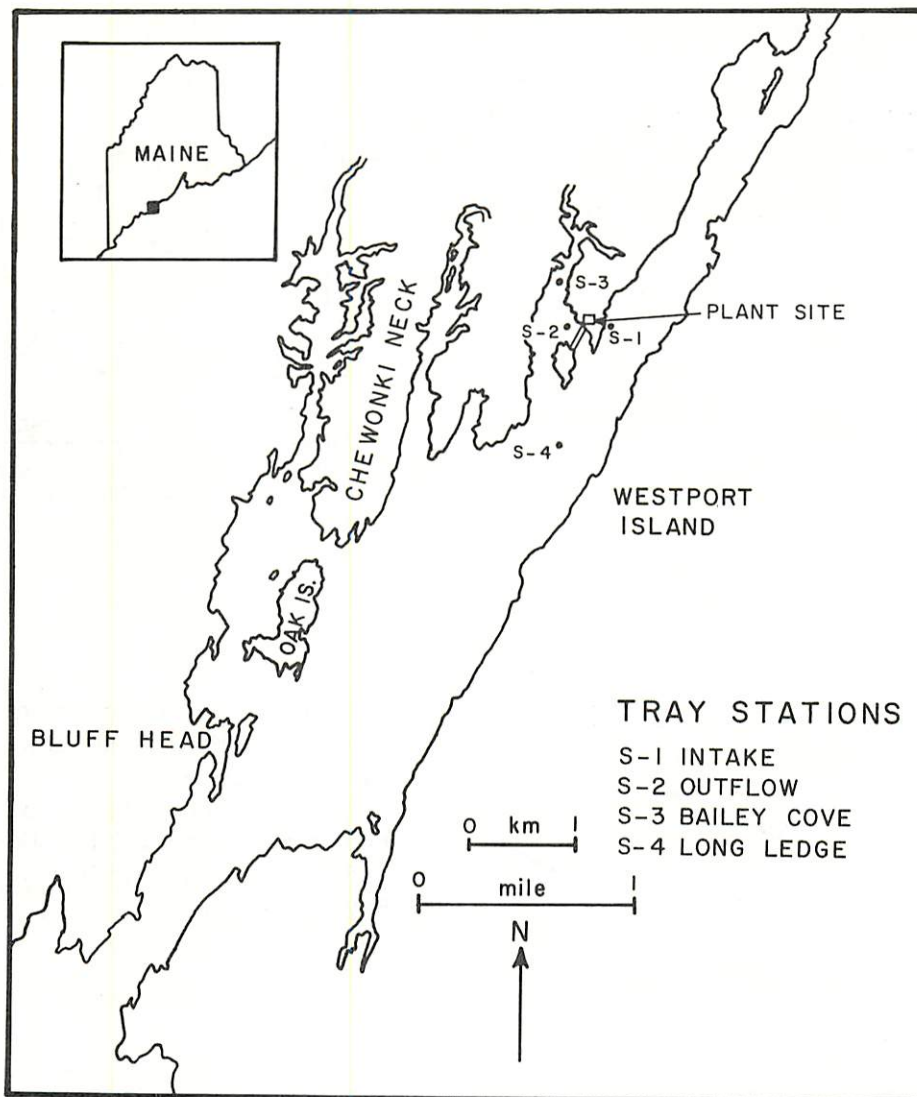 MAINE
CHEWONKI NECK
S-3
S-2
S-1
PLANT SITE
S-4
WESTPORT
ISLAND
OAK IS.
BLUFF HEAD
TRAY STATIONS
S-1 INTAKE
S-2 OUTFLOW
S-3 BAILEY COVE
S-4 LONG LEDGE
0 km 1
0 mile 1
N